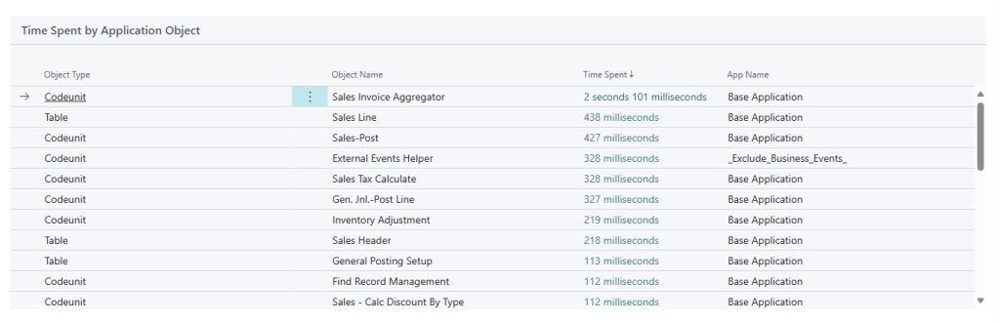 Time Spent by Application Object
Object Type Object Name Time Spent ↓ App Name
→ Codeunit ⋮ Sales Invoice Aggregator 2 seconds 101 milliseconds Base Application
Table Sales Line 438 milliseconds Base Application
Codeunit Sales-Post 427 milliseconds Base Application
Codeunit External Events Helper 328 milliseconds _Exclude_Business_Events_
Codeunit Sales Tax Calculate 328 milliseconds Base Application
Codeunit Gen. Jnl.-Post Line 327 milliseconds Base Application
Codeunit Inventory Adjustment 219 milliseconds Base Application
Table Sales Header 218 milliseconds Base Application
Table General Posting Setup 113 milliseconds Base Application
Codeunit Find Record Management 112 milliseconds Base Application
Codeunit Sales - Calc Discount By Type 112 milliseconds Base Application